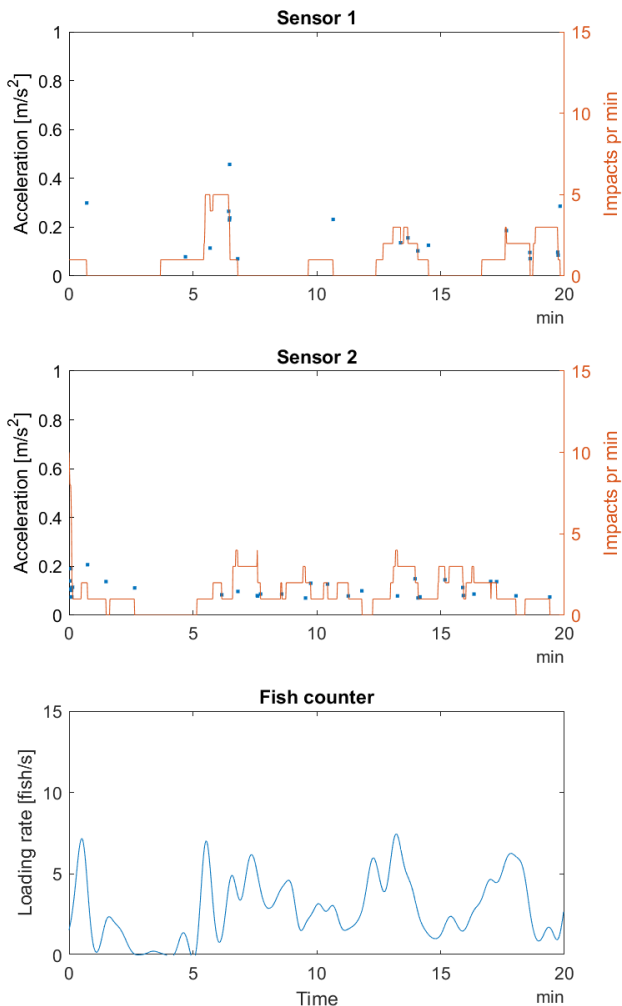 Sensor 1
Acceleration [m/s²]
Impacts pr min
1
0.8
0.6
0.4
0.2
0
15
10
5
0
0 5 10 15 20
min
Sensor 2
Acceleration [m/s²]
Impacts pr min
1
0.8
0.6
0.4
0.2
0
15
10
5
0
0 5 10 15 20
min
Fish counter
Loading rate [fish/s]
15
10
5
0
0 5 10 15 20
Time
min